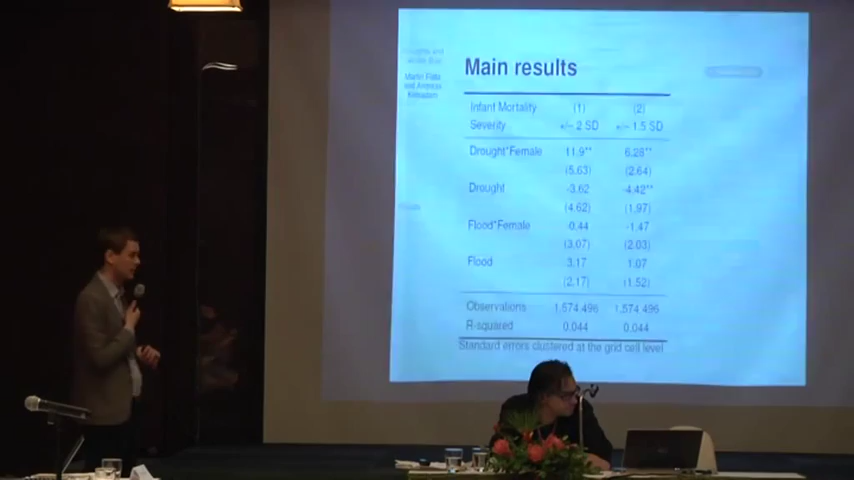 Main results
Infant Mortality (1) (2)
Severity +/− 2 SD +/− 1.5 SD
Drought*Female 11.9** 6.28**
(5.63) (2.64)
Drought -3.62 -4.42**
(4.62) (1.97)
Flood*Female -0.44 -1.47
(3.07) (2.03)
Flood 3.17 1.07
(2.17) (1.52)
Observations 1,574,496 1,574,496
R-squared 0.044 0.044
Standard errors clustered at the grid cell level